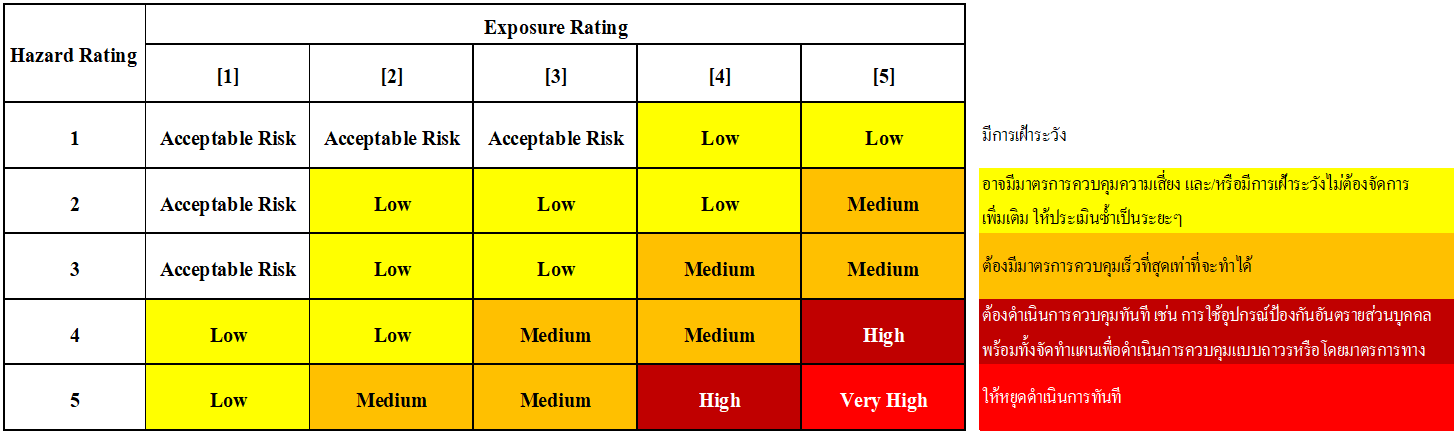 Hazard Rating
Exposure Rating
[1] [2] [3] [4] [5]
1 Acceptable Risk Acceptable Risk Acceptable Risk Low Low
มีการเฝ้าระวัง
2 Acceptable Risk Low Low Low Medium
อาจมีมาตรการควบคุมความเสี่ยง และ/หรือมีการเฝ้าระวังไม่ต้องจัดการ
เพิ่มเติม ให้ประเมินซ้ำเป็นระยะๆ
3 Acceptable Risk Low Low Medium Medium
ต้องมีมาตรการควบคุมเร็วที่สุดเท่าที่จะทำได้
4 Low Low Medium Medium High
ต้องดำเนินการควบคุมทันที เช่น การใช้อุปกรณ์ป้องกันอันตรายส่วนบุคคล
พร้อมทั้งจัดทำแผนเพื่อดำเนินการควบคุมแบบถาวรหรือ โดยมาตรการทาง
5 Low Medium Medium High Very High
ให้หยุดดำเนินการทันที